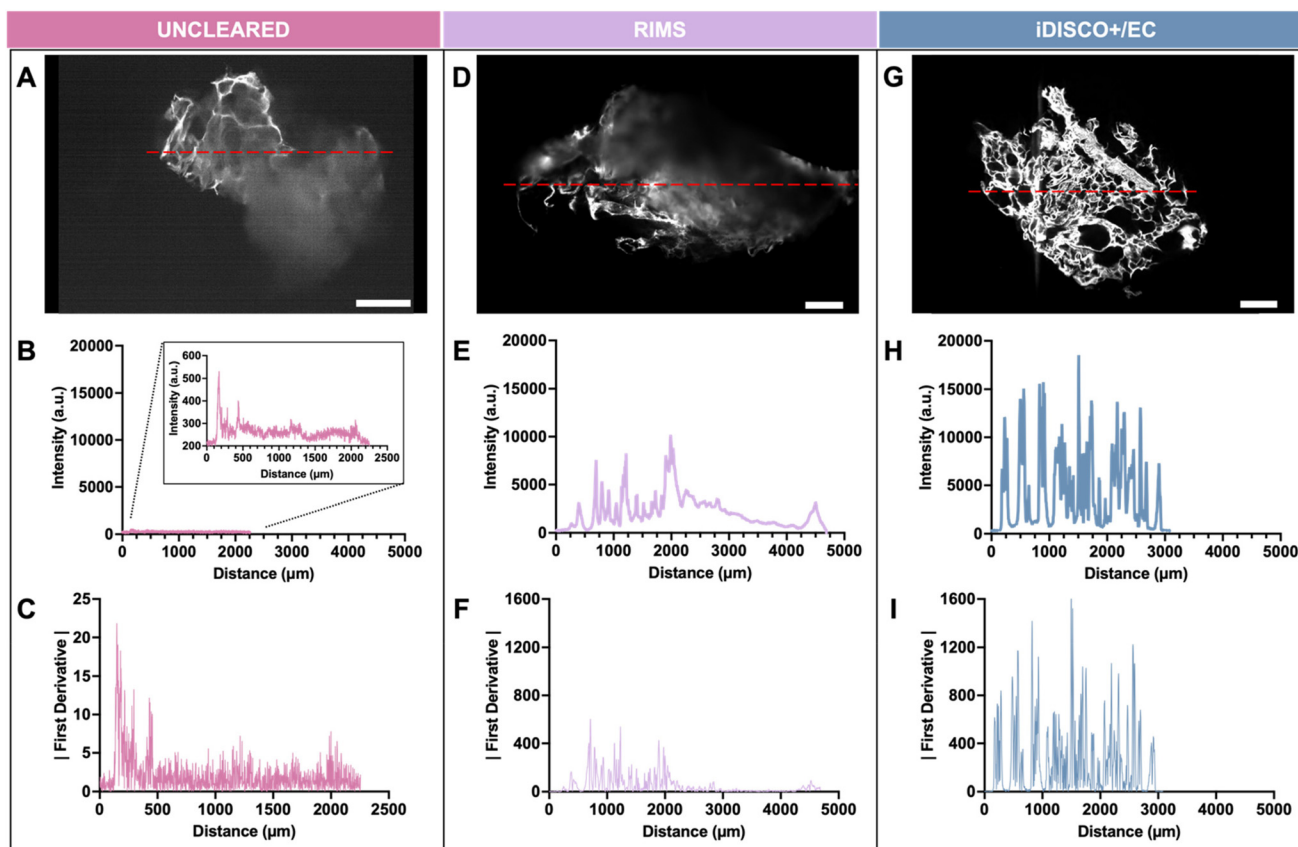 UNCLEARED
RIMS
iDISCO+/EC
A
D
G
B
20000
15000
10000
5000
0
Intensity (a.u.)
0 1000 2000 3000 4000 5000
Distance (µm)
600
500
400
300
200
Intensity (a.u.)
0 500 1000 1500 2000 2500
Distance (µm)
E
20000
15000
10000
5000
0
Intensity (a.u.)
0 1000 2000 3000 4000 5000
Distance (µm)
H
20000
15000
10000
5000
0
Intensity (a.u.)
0 1000 2000 3000 4000 5000
Distance (µm)
C
25
20
15
10
5
0
| First Derivative |
0 500 1000 1500 2000 2500
Distance (µm)
F
1600
1200
800
400
0
| First Derivative |
0 1000 2000 3000 4000 5000
Distance (µm)
I
1600
1200
800
400
0
| First Derivative |
0 1000 2000 3000 4000 5000
Distance (µm)